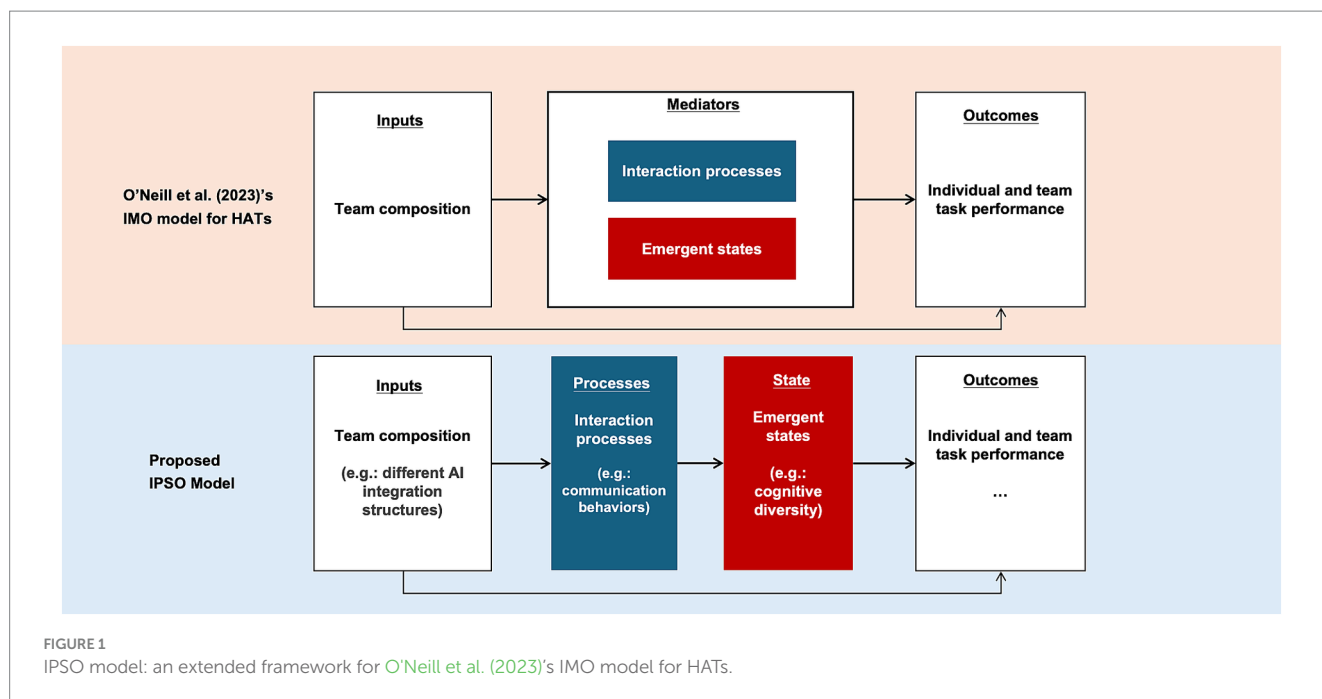 O'Neill et al. (2023)'s
IMO model for HATs
Inputs
Team composition
Mediators
Interaction processes
Emergent states
Outcomes
Individual and team
task performance
Proposed
IPSO Model
Inputs
Team composition
(e.g.: different AI
integration
structures)
Processes
Interaction
processes
(e.g.:
communication
behaviors)
State
Emergent
states
(e.g.:
cognitive
diversity)
Outcomes
Individual and team
task performance
...
FIGURE 1
IPSO model: an extended framework for O'Neill et al. (2023)'s IMO model for HATs.